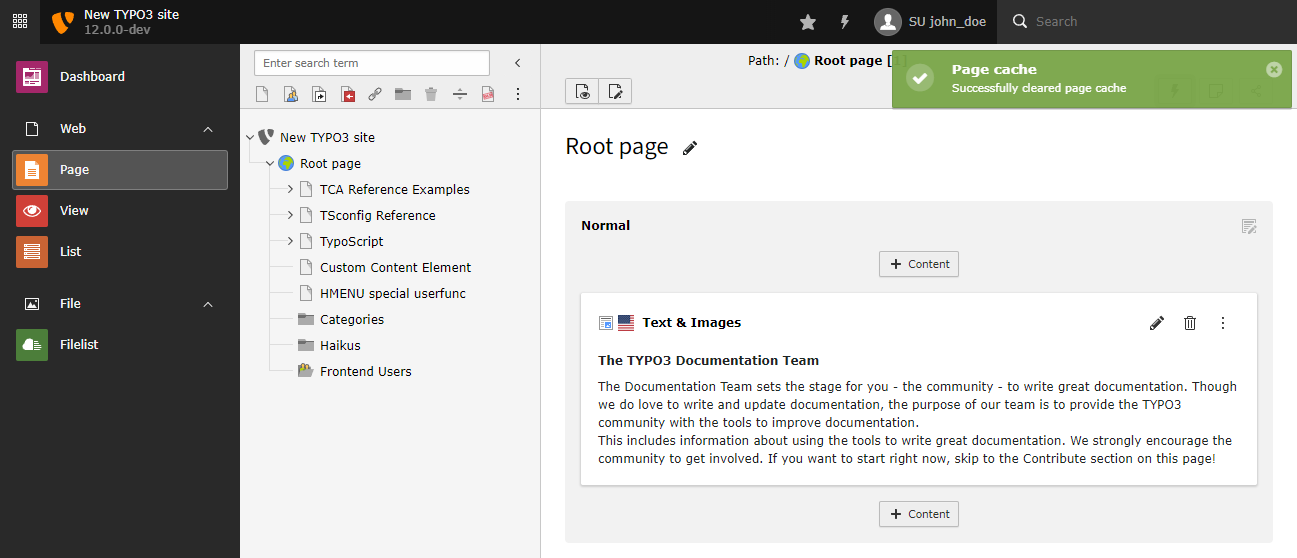 New TYPO3 site
12.0.0-dev
SU john_doe
Search
Dashboard
Web
Page
View
List
File
Filelist
Enter search term
New TYPO3 site
Root page
TCA Reference Examples
TSconfig Reference
TypoScript
Custom Content Element
HMENU special userfunc
Categories
Haikus
Frontend Users
Path: / Root page [1]
Page cache
Successfully cleared page cache
Root page
Normal
+ Content
Text & Images
The TYPO3 Documentation Team
The Documentation Team sets the stage for you - the community - to write great documentation. Though
we do love to write and update documentation, the purpose of our team is to provide the TYPO3
community with the tools to improve documentation.
This includes information about using the tools to write great documentation. We strongly encourage the
community to get involved. If you want to start right now, skip to the Contribute section on this page!
+ Content